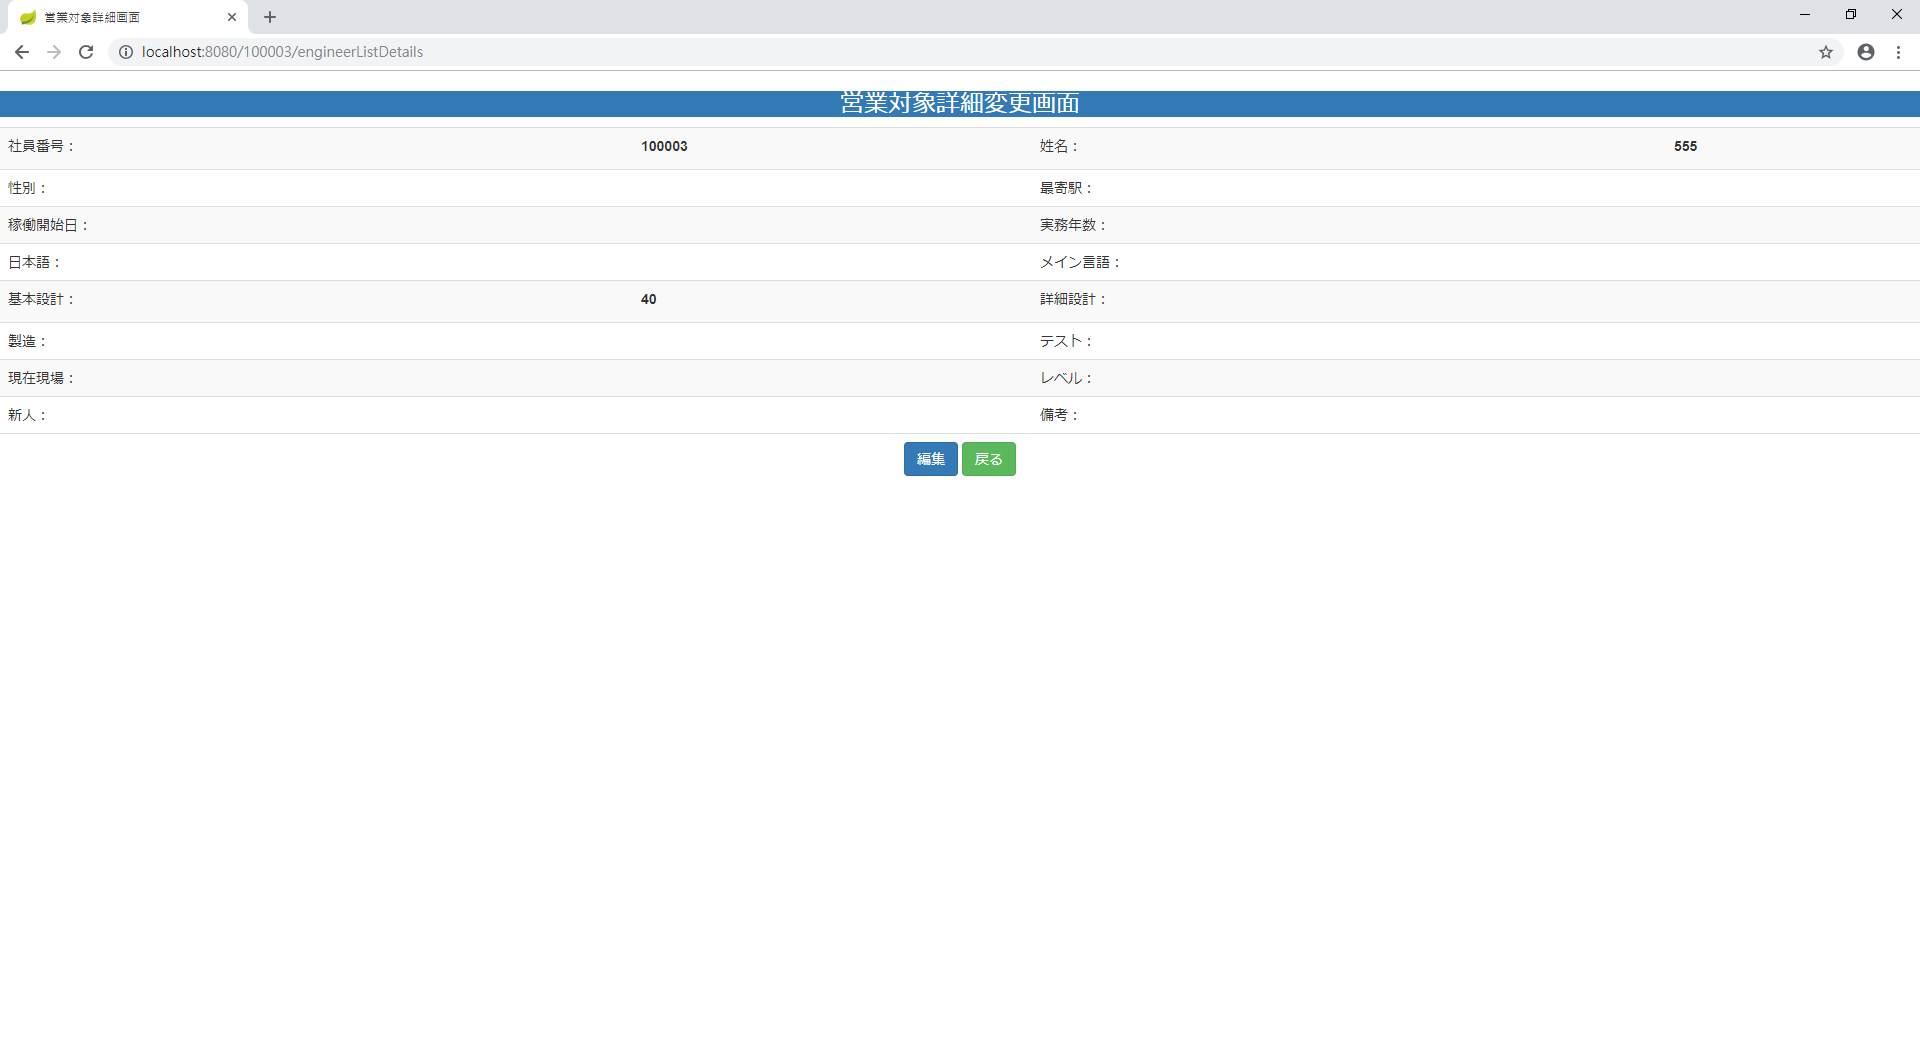 営業対象詳細画面
localhost:8080/100003/engineerListDetails
営業対象詳細変更画面
社員番号： 100003 姓名： 555
性別： 最寄駅：
稼働開始日： 実務年数：
日本語： メイン言語：
基本設計： 40 詳細設計：
製造： テスト：
現在現場： レベル：
新人： 備考：
編集 戻る